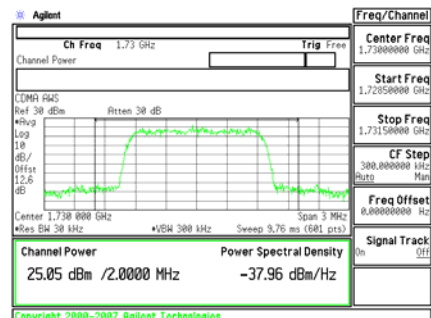 Agilent
Freq/Channel
Ch Freq 1.73 GHz Trig Free
Channel Power
Center Freq
1.73000000 GHz
Start Freq
1.72850000 GHz
Stop Freq
1.73150000 GHz
CF Step
300.000000 kHz
Auto Man
Freq Offset
0.00000000 Hz
Signal Track
On Off
CDMA AWS
Ref 30 dBm Atten 30 dB
#Avg
Log
10
dB/
Offst
12.6
dB
Center 1.730 000 GHz Span 3 MHz
#Res BW 30 kHz #VBW 300 kHz Sweep 9.76 ms (601 pts)
Channel Power Power Spectral Density
25.05 dBm /2.0000 MHz -37.96 dBm/Hz
Copyright 2000-2007 Agilent Technologies